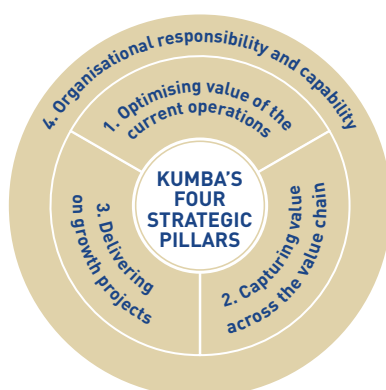 4. Organisational responsibility and capability
1. Optimising value of the
current operations
KUMBA'S
FOUR
STRATEGIC
PILLARS
2. Capturing value
across the value chain
3. Delivering
on growth projects